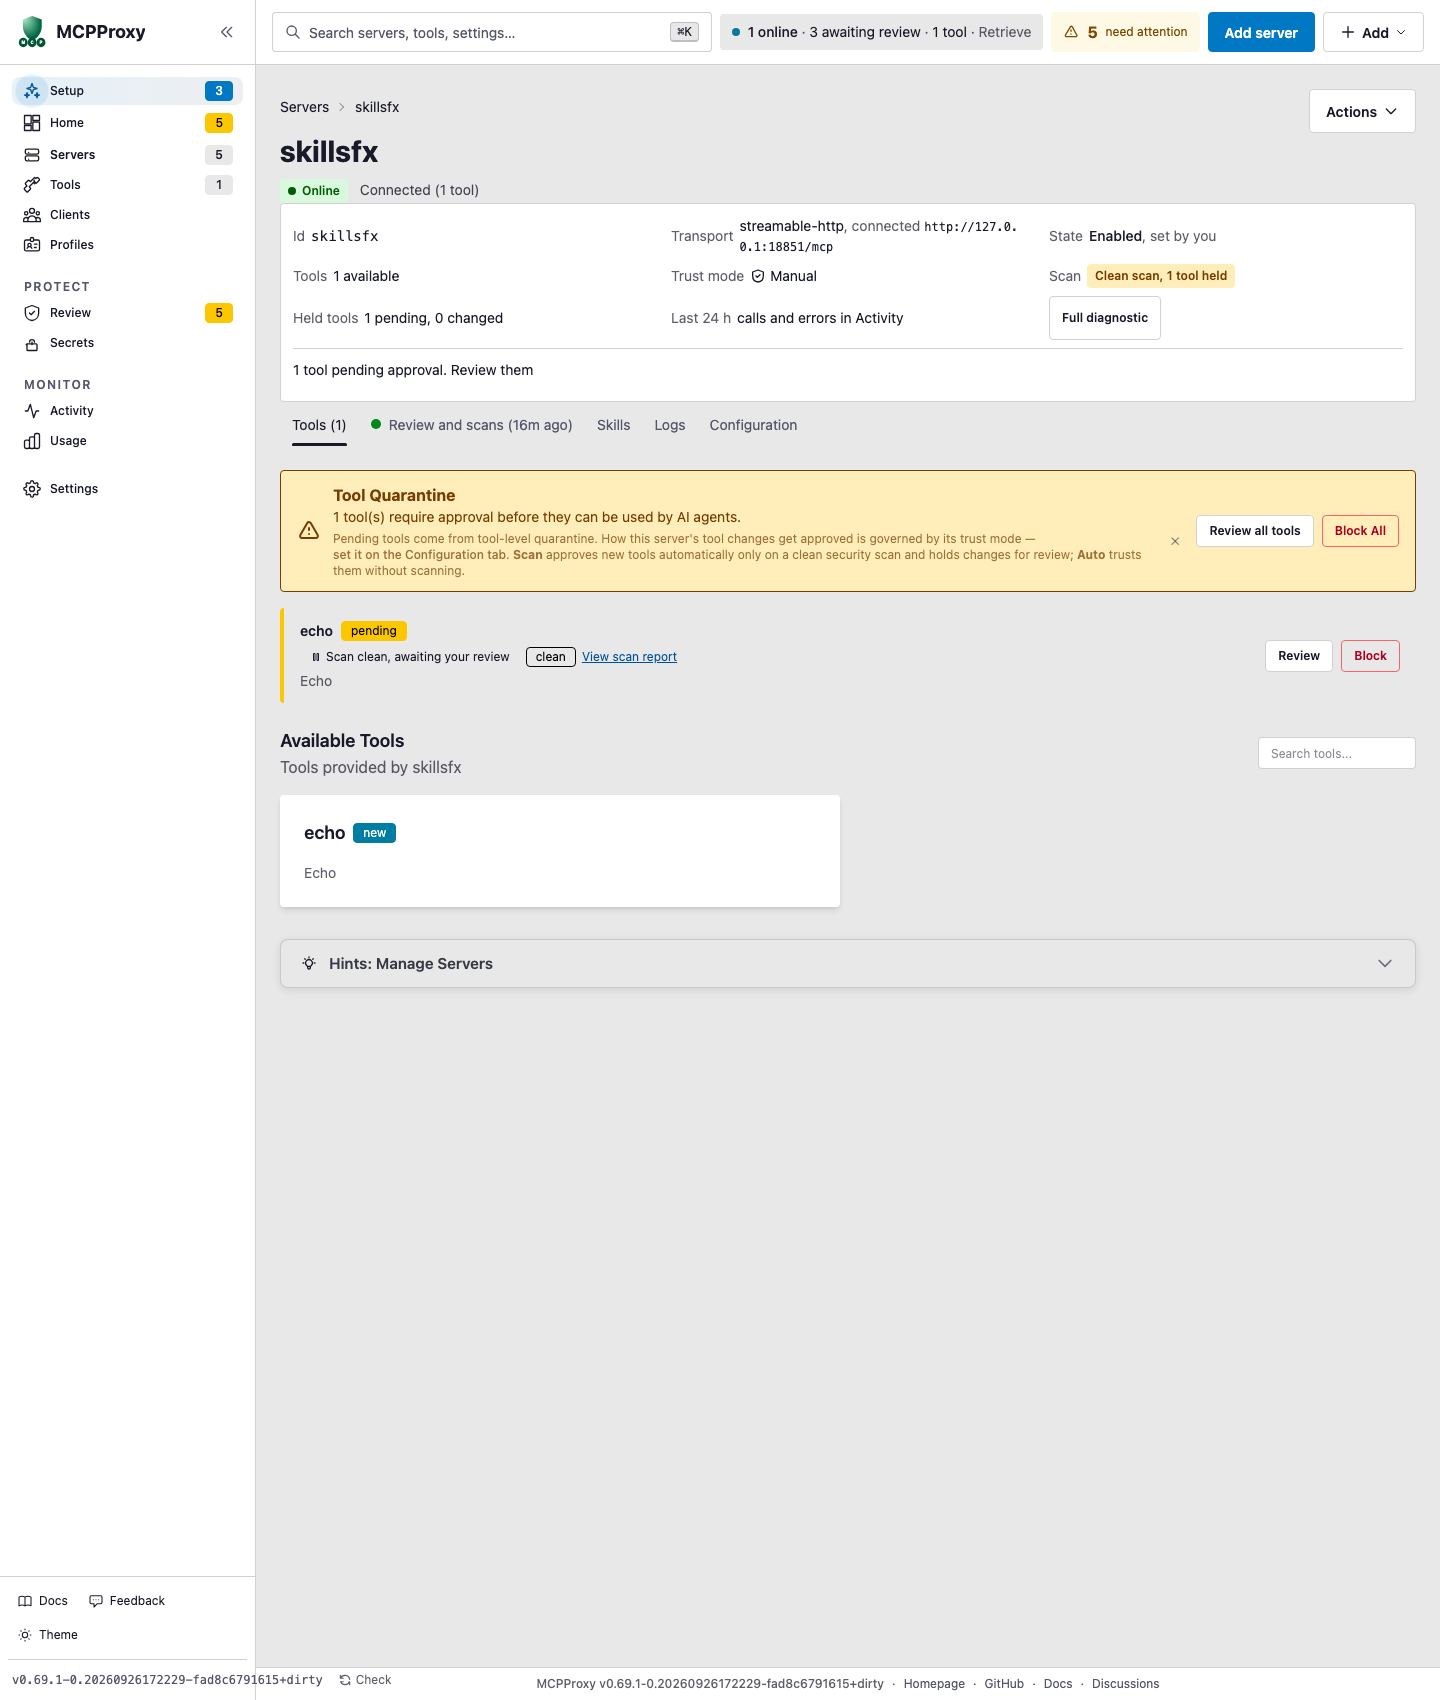 MCPProxy
Search servers, tools, settings... ⌘K
1 online · 3 awaiting review · 1 tool · Retrieve
5 need attention
Add server
Add
Setup 3
Home 5
Servers 5
Tools 1
Clients
Profiles
PROTECT
Review 5
Secrets
MONITOR
Activity
Usage
Settings
Servers > skillsfx
Actions
skillsfx
Online Connected (1 tool)
Id skillsfx
Transport streamable-http, connected http://127.0.
0.1:18851/mcp
State Enabled, set by you
Tools 1 available
Trust mode Manual
Scan Clean scan, 1 tool held
Held tools 1 pending, 0 changed
Last 24 h calls and errors in Activity
Full diagnostic
1 tool pending approval. Review them
Tools (1) Review and scans (16m ago) Skills Logs Configuration
Tool Quarantine
1 tool(s) require approval before they can be used by AI agents.
Pending tools come from tool-level quarantine. How this server's tool changes get approved is governed by its trust mode —
set it on the Configuration tab. Scan approves new tools automatically only on a clean security scan and holds changes for review; Auto trusts
them without scanning.
Review all tools
Block All
echo pending
Scan clean, awaiting your review clean View scan report
Echo
Review
Block
Available Tools
Tools provided by skillsfx
Search tools...
echo new
Echo
Hints: Manage Servers
Docs Feedback
Theme
v0.69.1-0.20260926172229-fad8c6791615+dirty Check
MCPProxy v0.69.1-0.20260926172229-fad8c6791615+dirty · Homepage · GitHub · Docs · Discussions